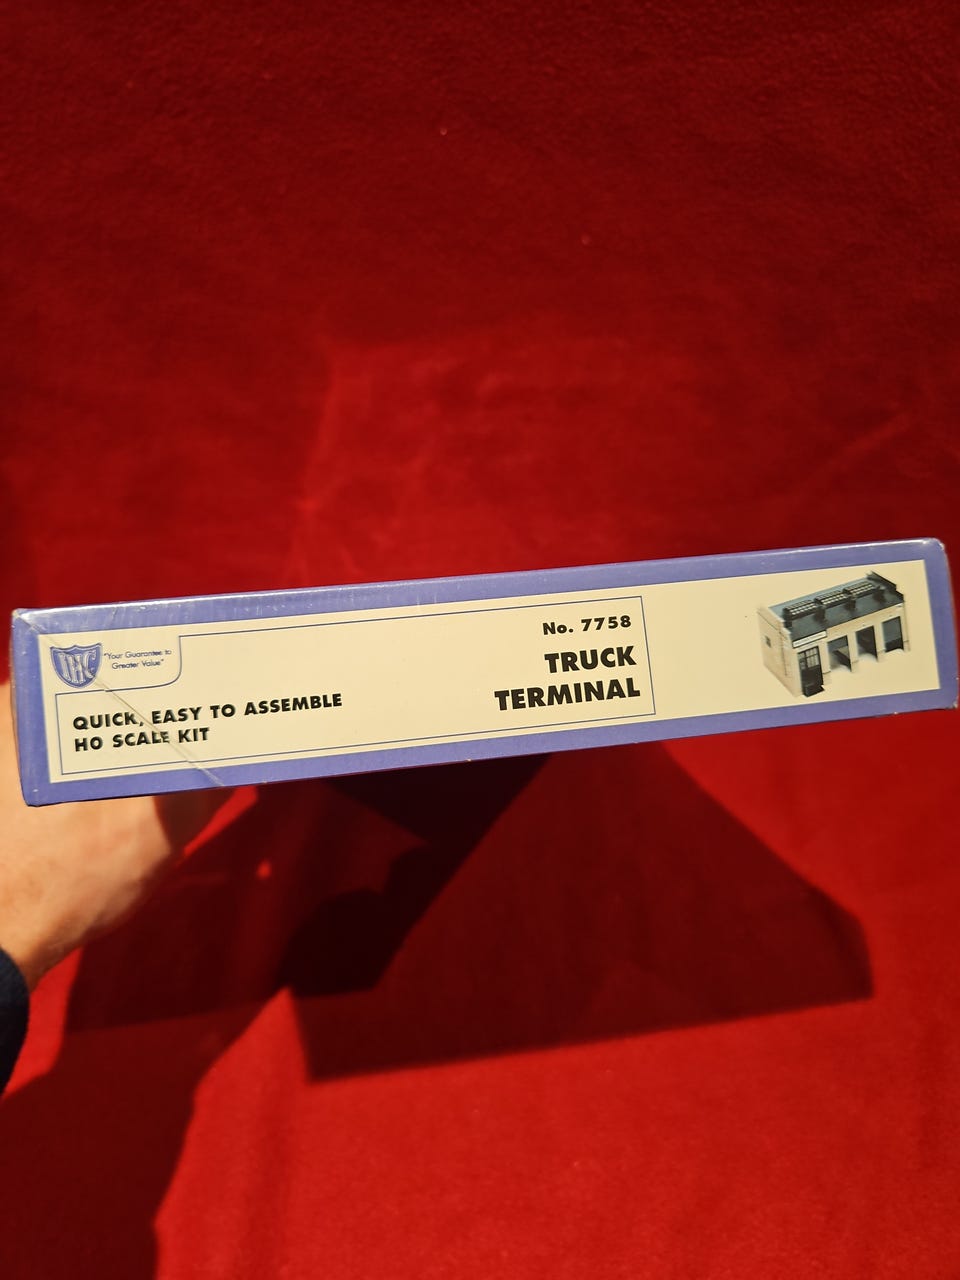 IHC
"Your Guarantee to
Greater Value"
QUICK, EASY TO ASSEMBLE
HO SCALE KIT
No. 7758
TRUCK
TERMINAL